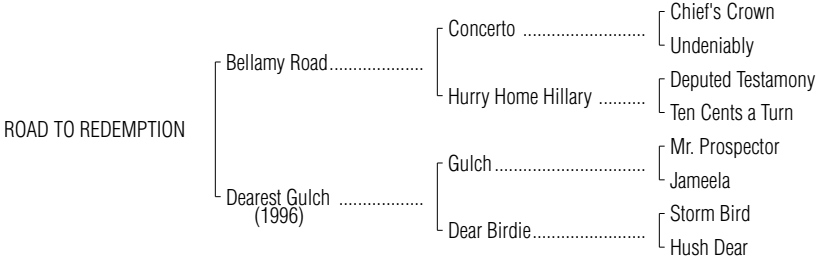 Chief's Crown
Concerto ..........................
Undeniably
Bellamy Road....................
Deputed Testamony
Hurry Home Hillary ..........
Ten Cents a Turn
ROAD TO REDEMPTION
Mr. Prospector
Gulch................................
Jameela
Dearest Gulch ..................
(1996)
Storm Bird
Dear Birdie........................
Hush Dear